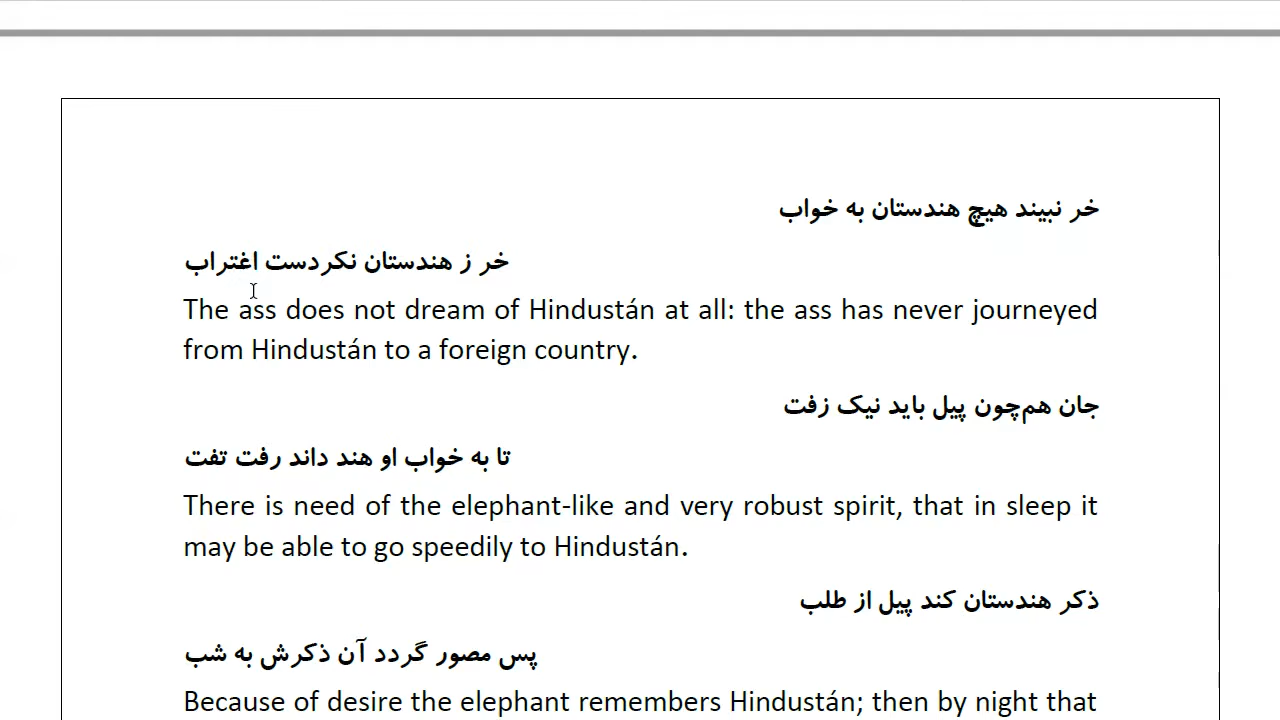 خر نبیند هیچ هندستان به خواب
خر ز هندستان نکردست اغتراب
The ass does not dream of Hindustán at all: the ass has never journeyed
from Hindustán to a foreign country.
جان هم‌چون پیل باید نیک زفت
تا به خواب او هند داند رفت تفت
There is need of the elephant-like and very robust spirit, that in sleep it
may be able to go speedily to Hindustán.
ذکر هندستان کند پیل از طلب
پس مصور گردد آن ذکرش به شب
Because of desire the elephant remembers Hindustán; then by night that